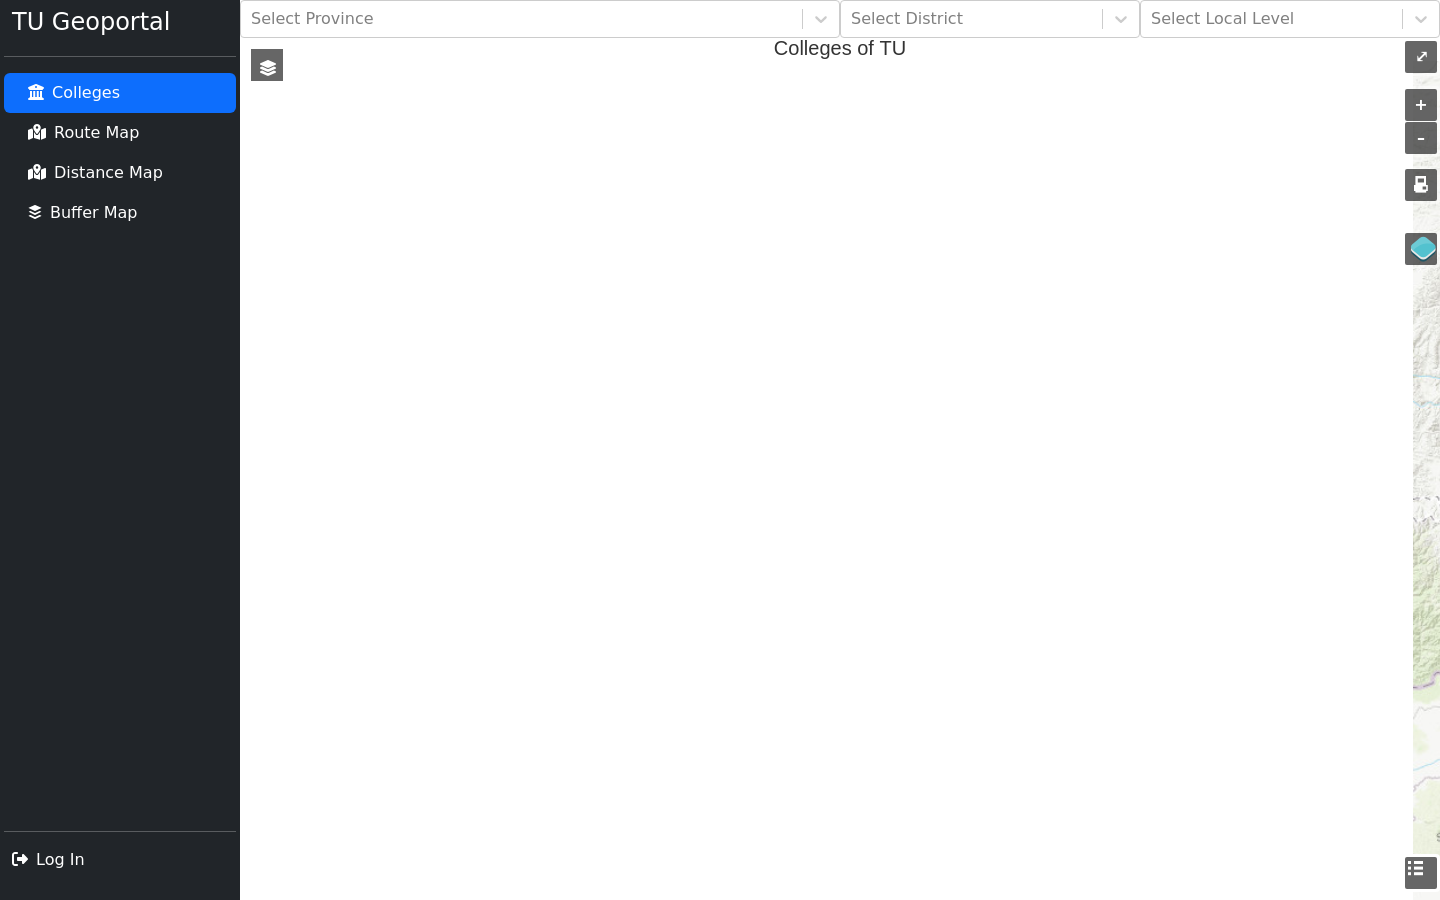 TU Geoportal
Select Province
Select District
Select Local Level
Colleges of TU
Colleges
Route Map
Distance Map
Buffer Map
+
–
Log In